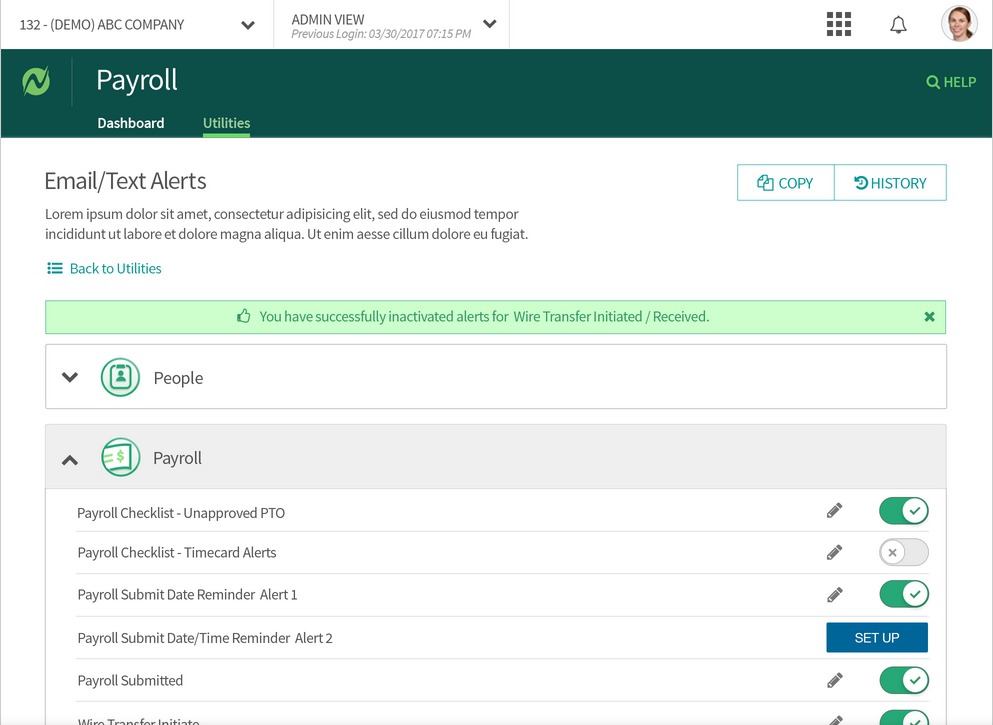 132 - (DEMO) ABC COMPANY
ADMIN VIEW
Previous Login: 03/30/2017 07:15 PM
Payroll
HELP
Dashboard
Utilities
Email/Text Alerts
COPY
HISTORY
Lorem ipsum dolor sit amet, consectetur adipisicing elit, sed do eiusmod tempor
incididunt ut labore et dolore magna aliqua. Ut enim aesse cillum dolore eu fugiat.
Back to Utilities
You have successfully inactivated alerts for Wire Transfer Initiated / Received.
People
$
Payroll
Payroll Checklist - Unapproved PTO
Payroll Checklist - Timecard Alerts
Payroll Submit Date Reminder Alert 1
Payroll Submit Date/Time Reminder Alert 2
SET UP
Payroll Submitted
Wire Transfer Initiate